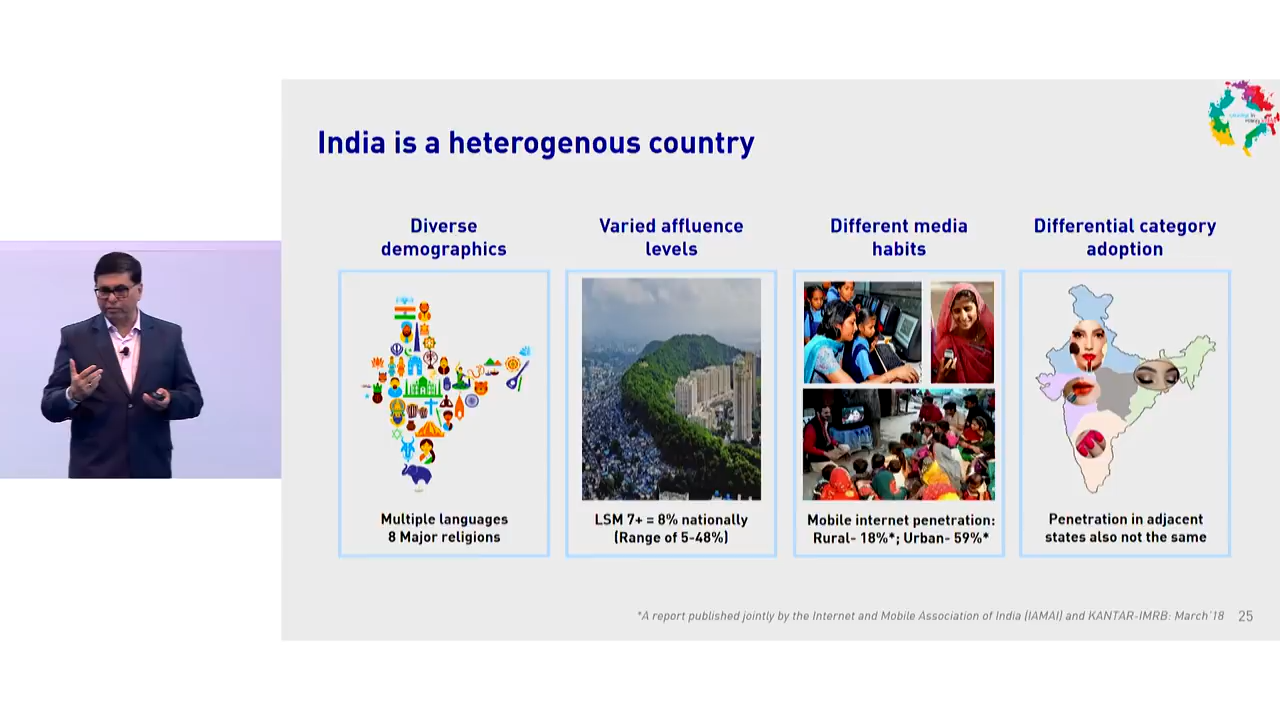 India is a heterogenous country
Diverse
demographics
Varied affluence
levels
Different media
habits
Differential category
adoption
Multiple languages
8 Major religions
LSM 7+ = 8% nationally
(Range of 5-48%)
Mobile internet penetration:
Rural- 18%*; Urban- 59%*
Penetration in adjacent
states also not the same
*A report published jointly by the Internet and Mobile Association of India (IAMAI) and KANTAR-IMRB: March'18
25